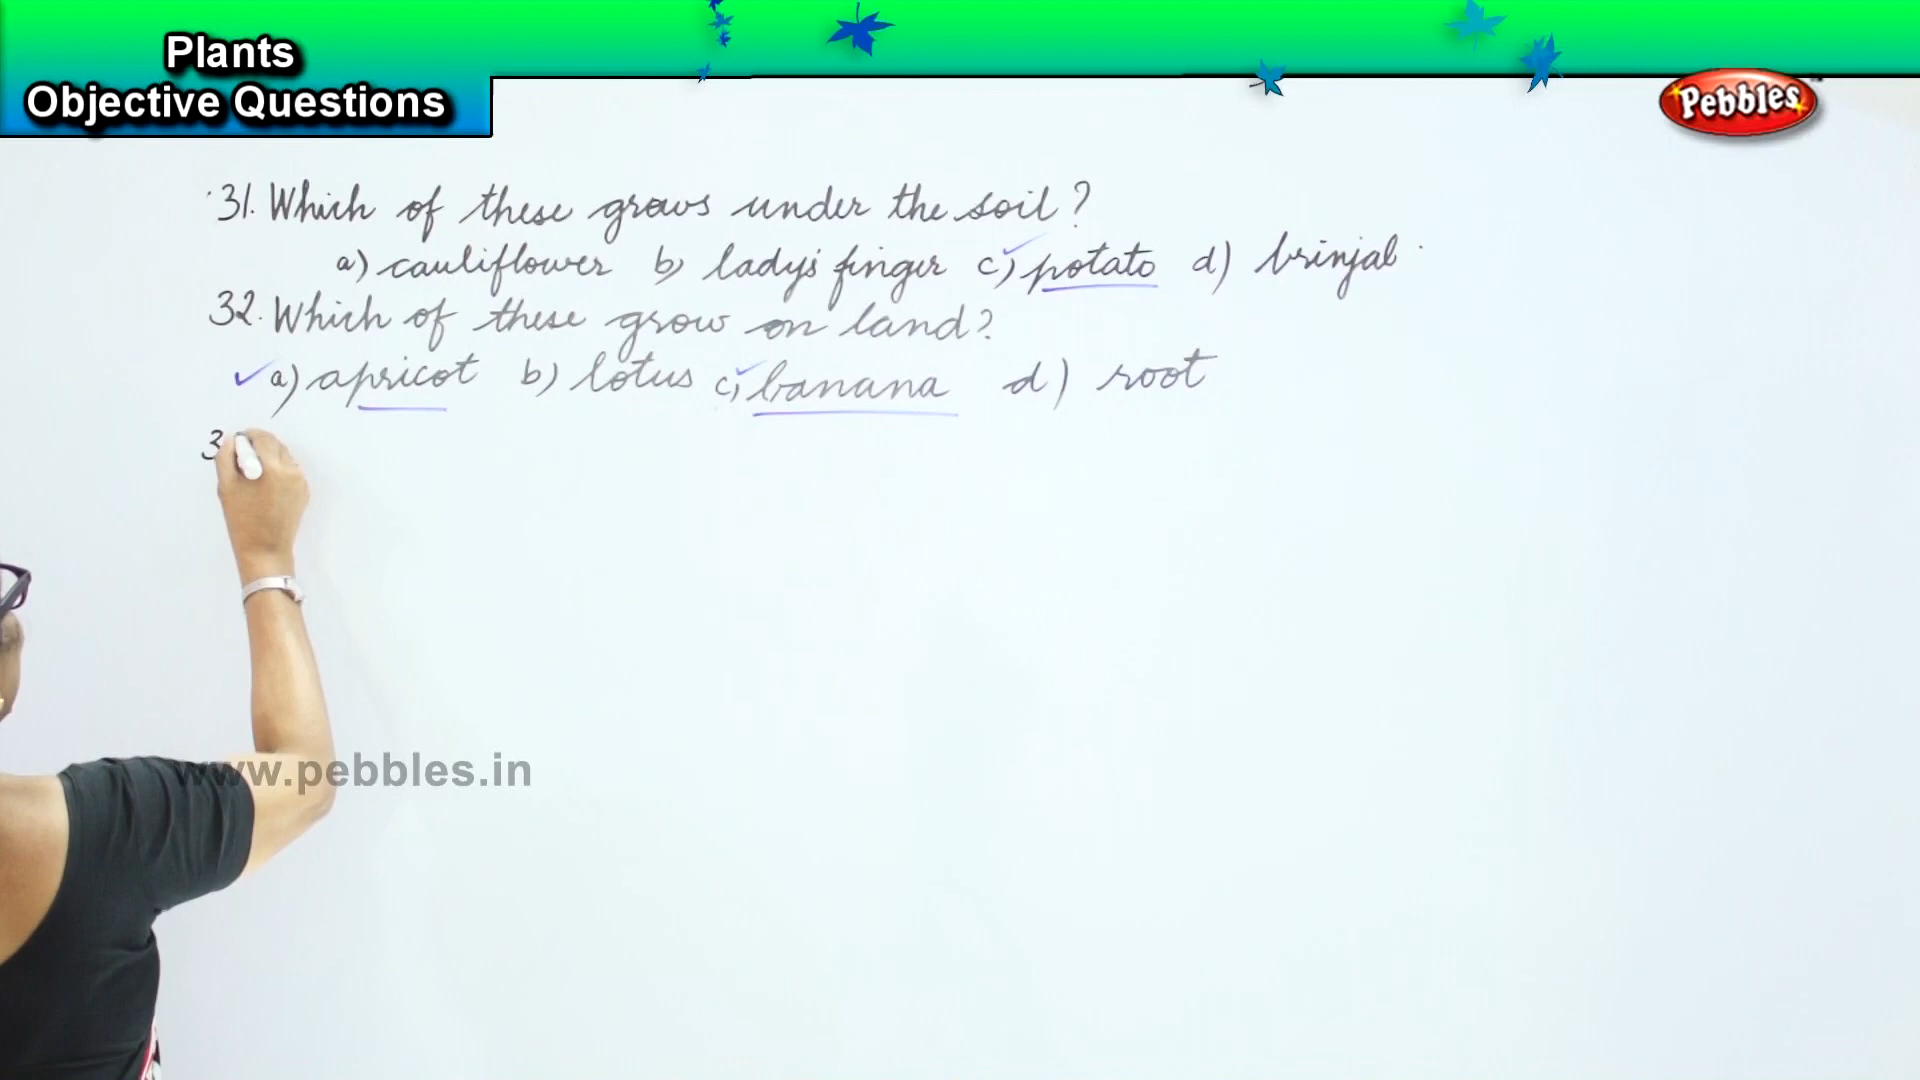 Plants
Objective Questions
Pebbles
31. Which of these grows under the soil?
a) cauliflower b) lady's finger c) potato d) brinjal
32. Which of these grow on land?
a) apricot b) lotus c) banana d) root
3
www.pebbles.in